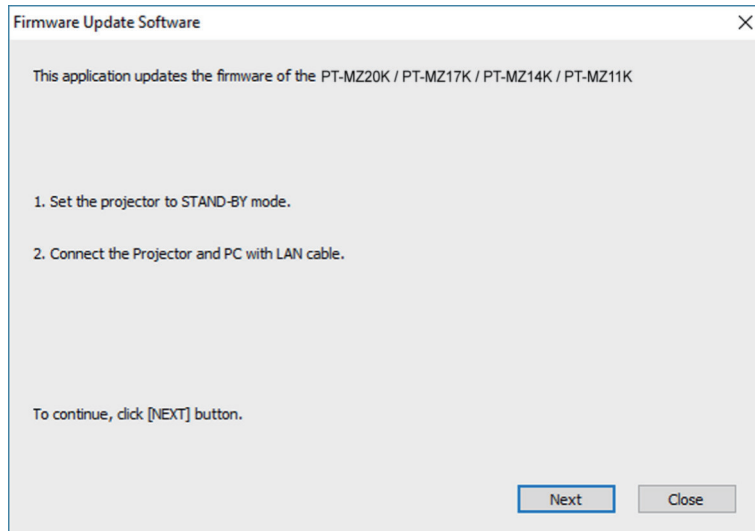 Firmware Update Software
This application updates the firmware of the PT-MZ20K / PT-MZ17K / PT-MZ14K / PT-MZ11K
1. Set the projector to STAND-BY mode.
2. Connect the Projector and PC with LAN cable.
To continue, click [NEXT] button.
Next Close